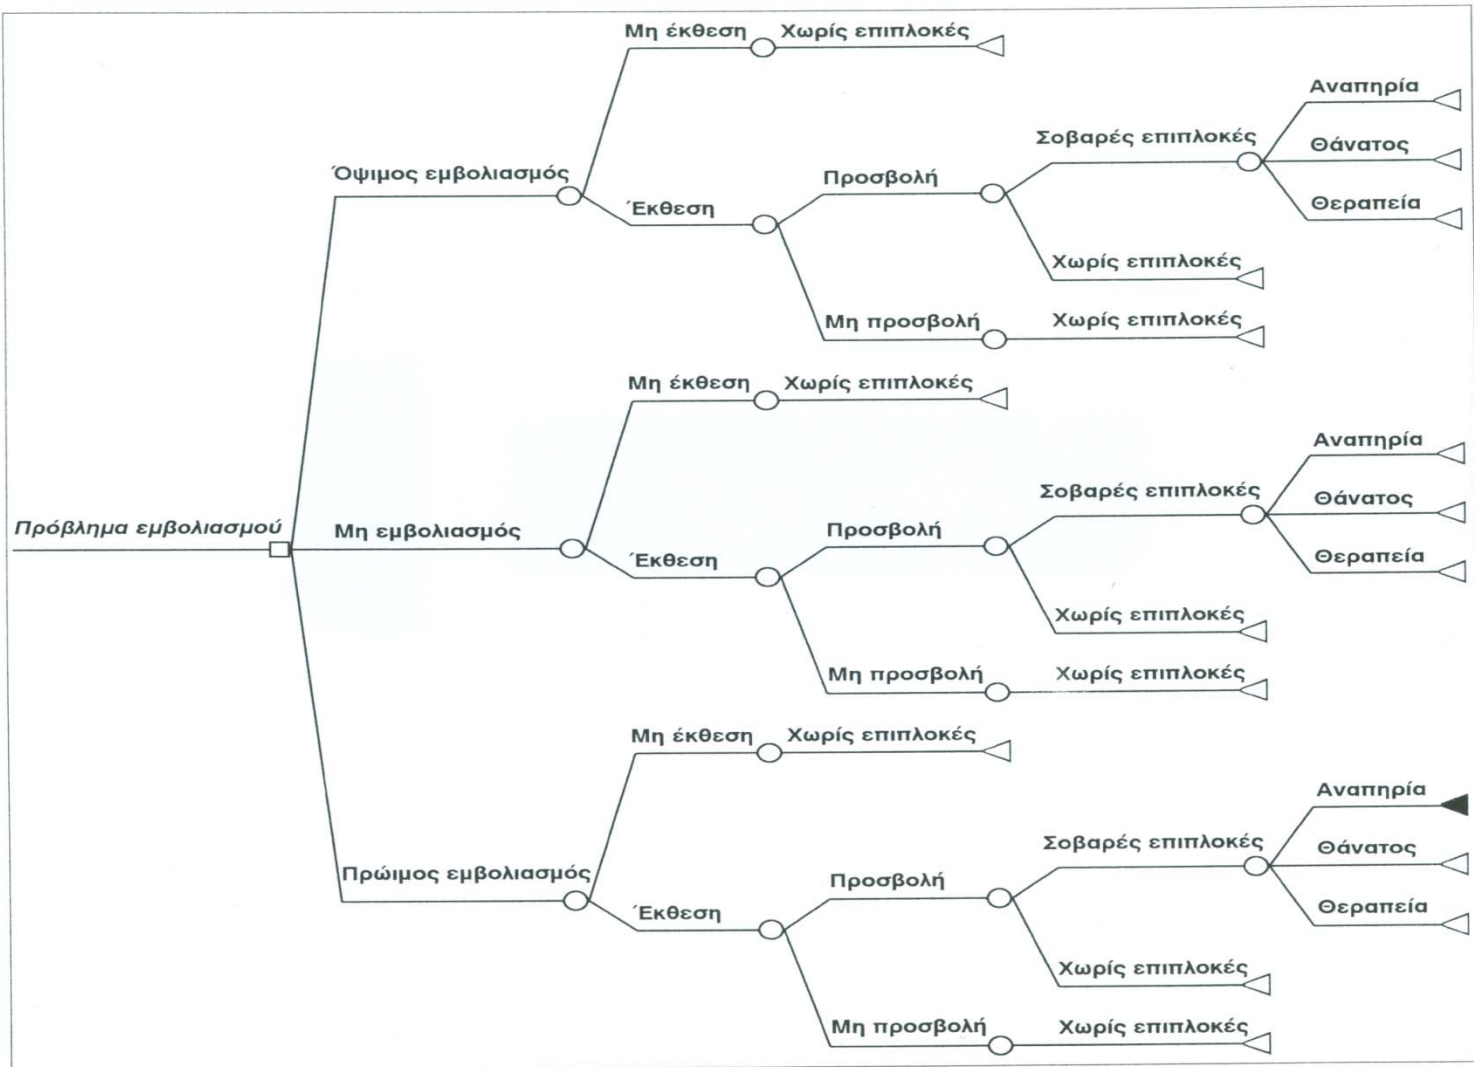 Μη έκθεση
Χωρίς επιπλοκές
Αναπηρία
Σοβαρές επιπλοκές
Θάνατος
Όψιμος εμβολιασμός
Προσβολή
Έκθεση
Θεραπεία
Χωρίς επιπλοκές
Μη προσβολή
Χωρίς επιπλοκές
Μη έκθεση
Χωρίς επιπλοκές
Αναπηρία
Σοβαρές επιπλοκές
Θάνατος
Πρόβλημα εμβολιασμού
Μη εμβολιασμός
Προσβολή
Έκθεση
Θεραπεία
Χωρίς επιπλοκές
Μη προσβολή
Χωρίς επιπλοκές
Μη έκθεση
Χωρίς επιπλοκές
Αναπηρία
Σοβαρές επιπλοκές
Θάνατος
Πρώιμος εμβολιασμός
Προσβολή
Έκθεση
Θεραπεία
Χωρίς επιπλοκές
Μη προσβολή
Χωρίς επιπλοκές